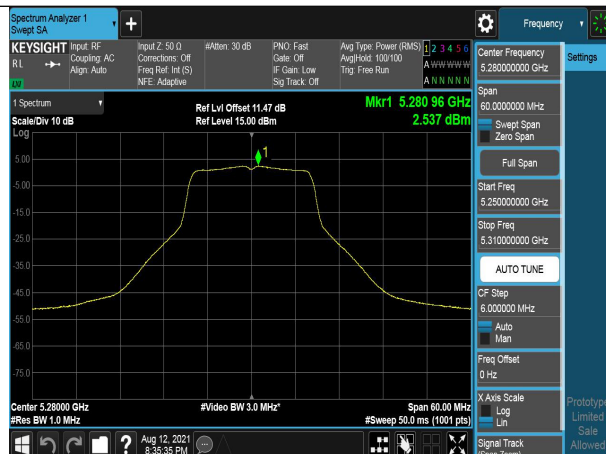 Spectrum Analyzer 1
Swept SA
Frequency
KEYSIGHT
R L
Input: RF
Coupling: AC
Align: Auto
Input Z: 50 Ω
Corrections: Off
Freq Ref: Int (S)
NFE: Adaptive
#Atten: 30 dB
PNO: Fast
Gate: Off
IF Gain: Low
Sig Track: Off
Avg Type: Power (RMS)
Avg|Hold: 100/100
Trig: Free Run
1 2 3 4 5 6
A W W W W W
A N N N N N
Center Frequency
5.280000000 GHz
Settings
1 Spectrum
Scale/Div 10 dB
Log
Ref Lvl Offset 11.47 dB
Ref Level 15.00 dBm
Mkr1 5.280 96 GHz
2.537 dBm
Span
60.0000000 MHz
Swept Span
Zero Span
Full Span
Start Freq
5.250000000 GHz
Stop Freq
5.310000000 GHz
AUTO TUNE
CF Step
6.000000 MHz
Auto
Man
Freq Offset
0 Hz
X Axis Scale
Log
Lin
Signal Track
(Span Zoom)
1
5.00
-5.00
-15.0
-25.0
-35.0
-45.0
-55.0
-65.0
-75.0
Center 5.28000 GHz
#Res BW 1.0 MHz
#Video BW 3.0 MHz*
Span 60.00 MHz
#Sweep 50.0 ms (1001 pts)
Prototype
Limited
Sale
Allowed
?
Aug 12, 2021
8:35:35 PM